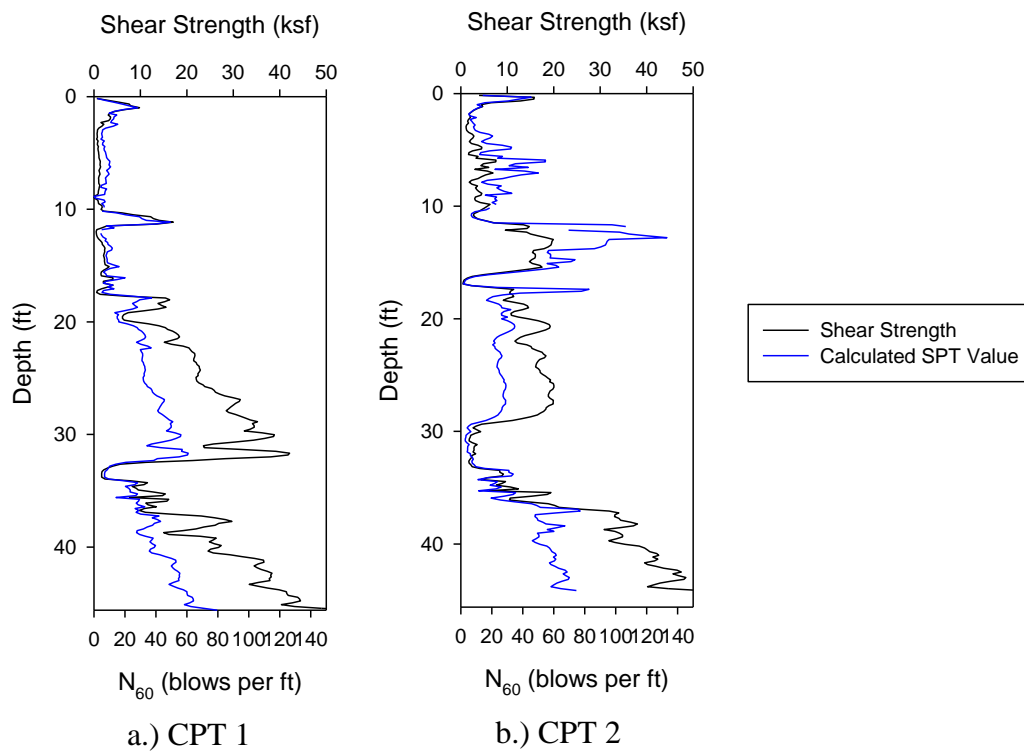 Shear Strength (ksf)
0 10 20 30 40 50
0
10
20
30
40
Depth (ft)
0 20 40 60 80 100 120 140
N60 (blows per ft)
a.) CPT 1
Shear Strength (ksf)
0 10 20 30 40 50
0
10
20
30
40
Depth (ft)
0 20 40 60 80 100 120 140
N60 (blows per ft)
b.) CPT 2
Shear Strength
Calculated SPT Value